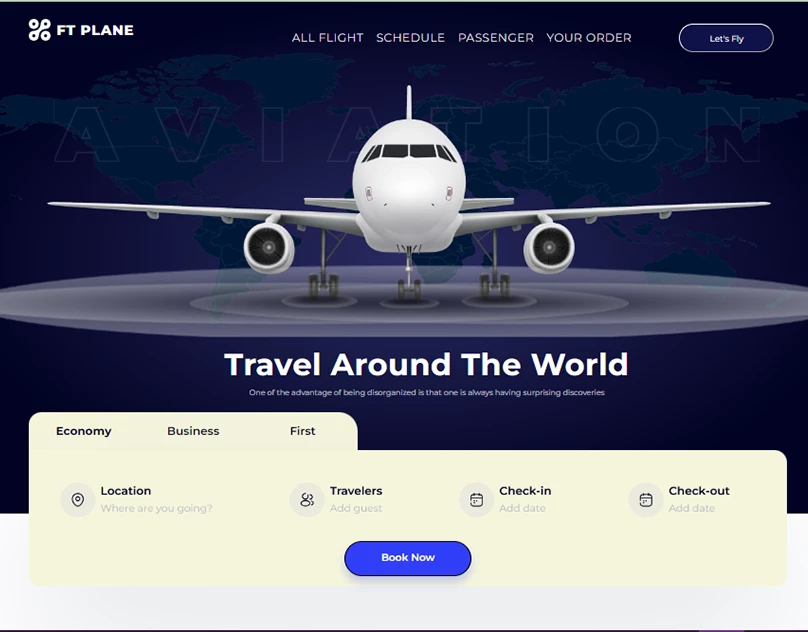 FT PLANE
ALL FLIGHT SCHEDULE PASSENGER YOUR ORDER
Let's Fly
AVIATION
Travel Around The World
One of the advantage of being disorganized is that one is always having surprising discoveries
Economy Business First
Location Travelers Check-in Check-out
Where are you going? Add guest Add date Add date
Book Now